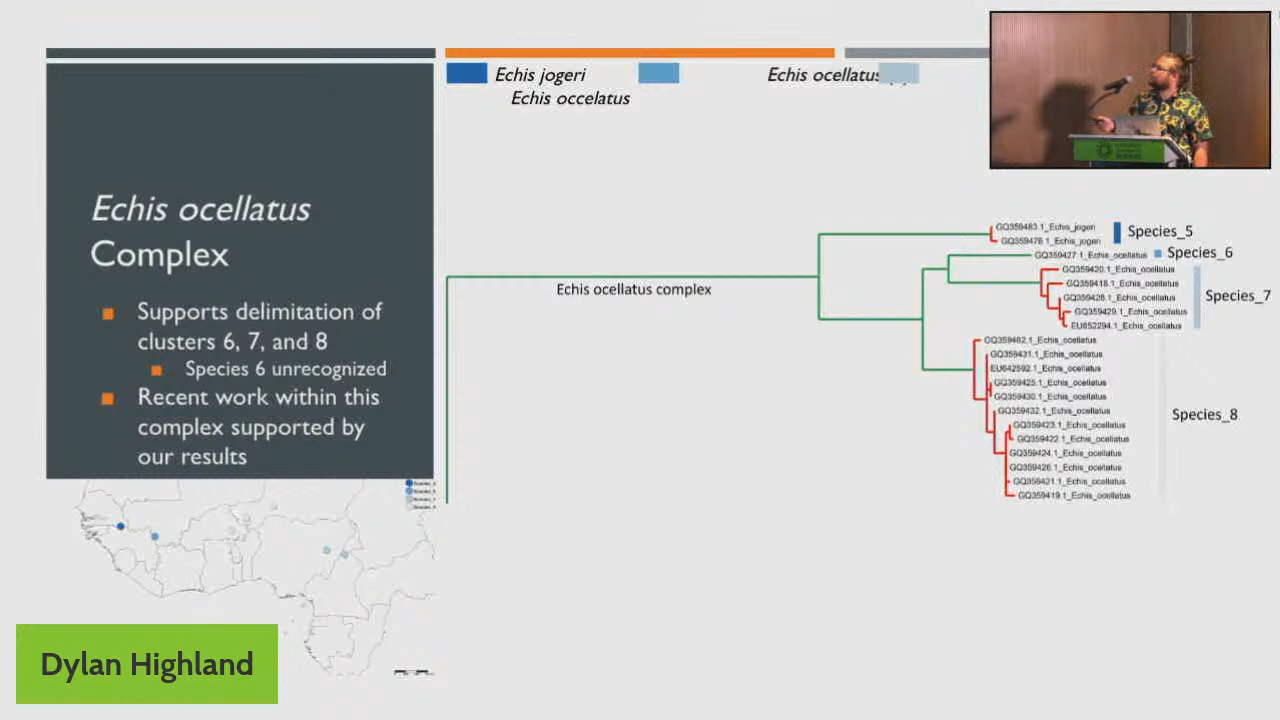 Echis jogeri
Echis ocellatus
Echis occelatus
Echis ocellatus
Complex
Supports delimitation of
clusters 6, 7, and 8
Species 6 unrecognized
Recent work within this
complex supported by
our results
Echis ocellatus complex
GQ359463.1_Echis_jogeri
GQ359476.1_Echis_jogeri
Species_5
GQ359427.1_Echis_ocellatus
Species_6
GQ359420.1_Echis_ocellatus
GQ359418.1_Echis_ocellatus
GQ359428.1_Echis_ocellatus
GQ359429.1_Echis_ocellatus
EU852294.1_Echis_ocellatus
Species_7
GQ359462.1_Echis_ocellatus
GQ359431.1_Echis_ocellatus
EU642592.1_Echis_ocellatus
GQ359425.1_Echis_ocellatus
GQ359430.1_Echis_ocellatus
GQ359432.1_Echis_ocellatus
GQ359423.1_Echis_ocellatus
GQ359422.1_Echis_ocellatus
GQ359424.1_Echis_ocellatus
GQ359426.1_Echis_ocellatus
GQ359421.1_Echis_ocellatus
GQ359419.1_Echis_ocellatus
Species_8
Dylan Highland